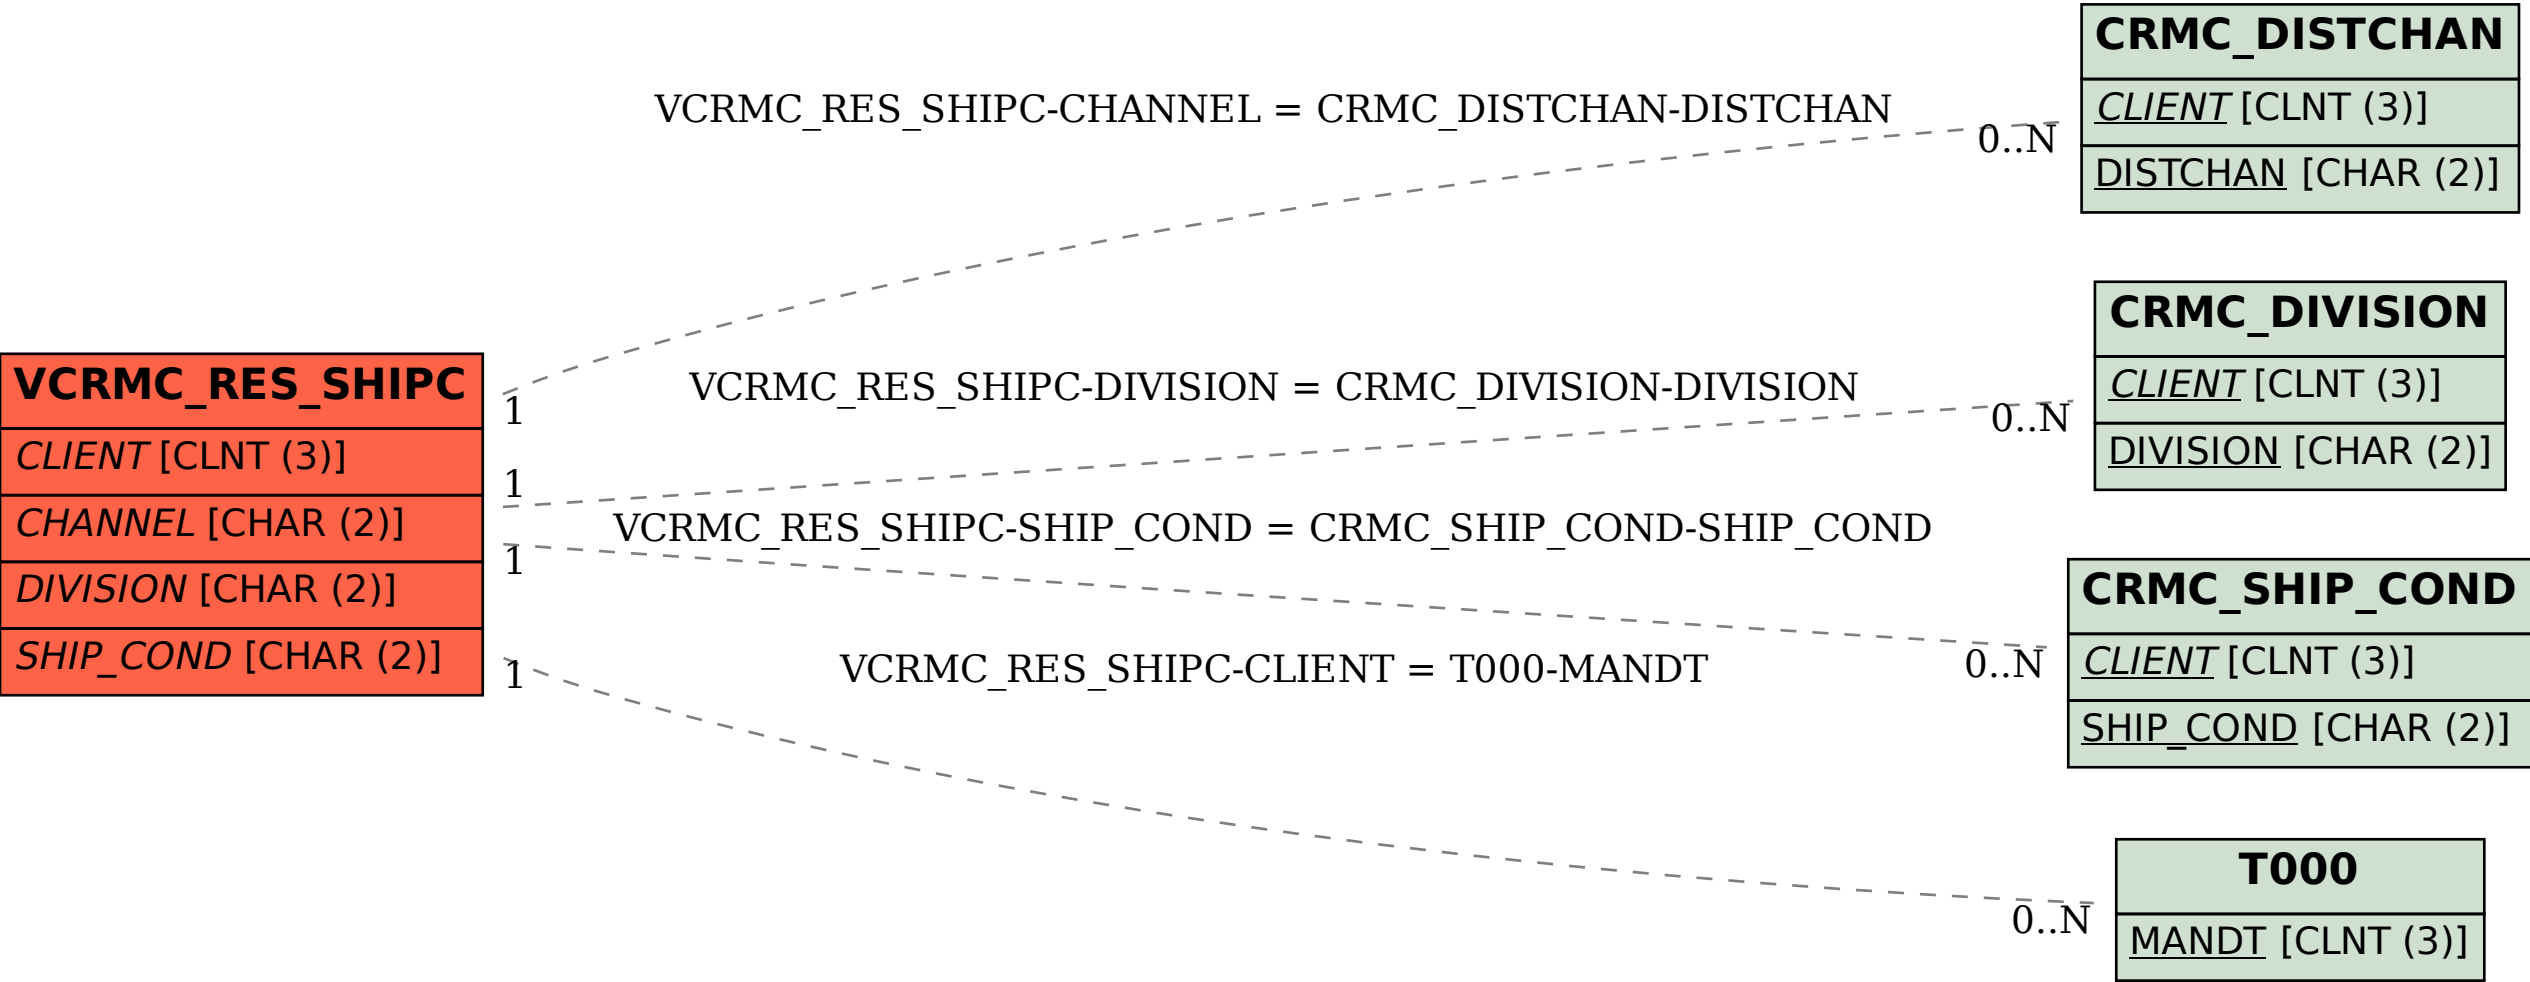 CRMC_DISTCHAN
CLIENT [CLNT (3)]
DISTCHAN [CHAR (2)]
VCRMC_RES_SHIPC-CHANNEL = CRMC_DISTCHAN-DISTCHAN
0..N
1
CRMC_DIVISION
CLIENT [CLNT (3)]
DIVISION [CHAR (2)]
VCRMC_RES_SHIPC-DIVISION = CRMC_DIVISION-DIVISION
0..N
1
VCRMC_RES_SHIPC
CLIENT [CLNT (3)]
CHANNEL [CHAR (2)]
DIVISION [CHAR (2)]
SHIP_COND [CHAR (2)]
VCRMC_RES_SHIPC-SHIP_COND = CRMC_SHIP_COND-SHIP_COND
1
0..N
CRMC_SHIP_COND
CLIENT [CLNT (3)]
SHIP_COND [CHAR (2)]
VCRMC_RES_SHIPC-CLIENT = T000-MANDT
1
0..N
T000
MANDT [CLNT (3)]